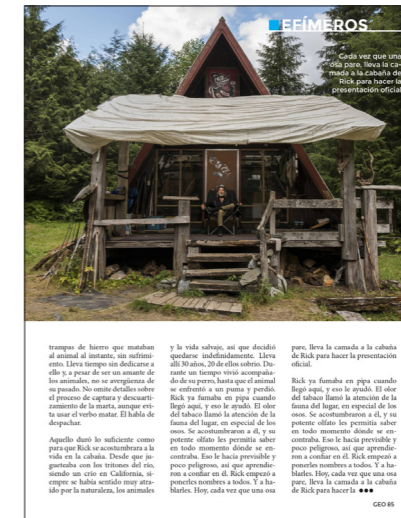 EFÍMEROS
Cada vez que una
osa pare, lleva la ca-
mada a la cabaña de
Rick para hacer la
presentación oficial
trampas de hierro que mataban
al animal al instante, sin sufrimi-
ento. Lleva tiempo sin dedicarse a
ello y, a pesar de ser un amante de
los animales, no se avergüenza de
su pasado. No omite detalles sobre
el proceso de captura y descuarti-
zamiento de la marta, aunque evi-
ta usar el verbo matar. Él habla de
despachar.
Aquello duró lo suficiente como
para que Rick se acostumbrara a la
vida en la cabaña. Desde que ju-
gueteaba con los tritones del río,
siendo un crío en California, si-
empre se había sentido muy atra-
ído por la naturaleza, los animales
y la vida salvaje, así que decidió
quedarse indefinidamente. Lleva
allí 30 años, 20 de ellos sobrio. Du-
rante un tiempo vivió acompaña-
do de su perro, hasta que el animal
se enfrentó a un puma y perdió.
Rick ya fumaba en pipa cuando
llegó aquí, y eso le ayudó. El olor
del tabaco llamó la atención de la
fauna del lugar, en especial de los
osos. Se acostumbraron a él, y su
potente olfato les permitía saber
en todo momento dónde se en-
contraba. Eso le hacía previsible y
poco peligroso, así que aprendie-
ron a confiar en él. Rick empezó a
ponerles nombres a todos. Y a ha-
blarles. Hoy, cada vez que una osa
pare, lleva la camada a la cabaña
de Rick para hacer la presentación
oficial.
Rick ya fumaba en pipa cuando
llegó aquí, y eso le ayudó. El olor
del tabaco llamó la atención de la
fauna del lugar, en especial de los
osos. Se acostumbraron a él, y su
potente olfato les permitía saber
en todo momento dónde se en-
contraba. Eso le hacía previsible y
poco peligroso, así que aprendie-
ron a confiar en él. Rick empezó a
ponerles nombres a todos. Y a ha-
blarles. Hoy, cada vez que una osa
pare, lleva la camada a la cabaña
de Rick para hacer la ●●●
GEO 85